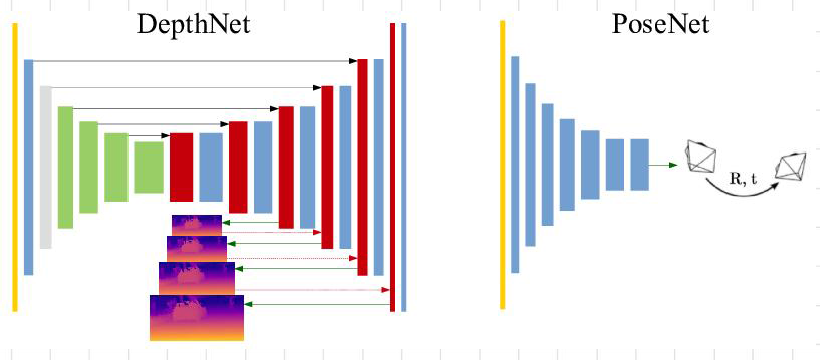 DepthNet
PoseNet
R, t